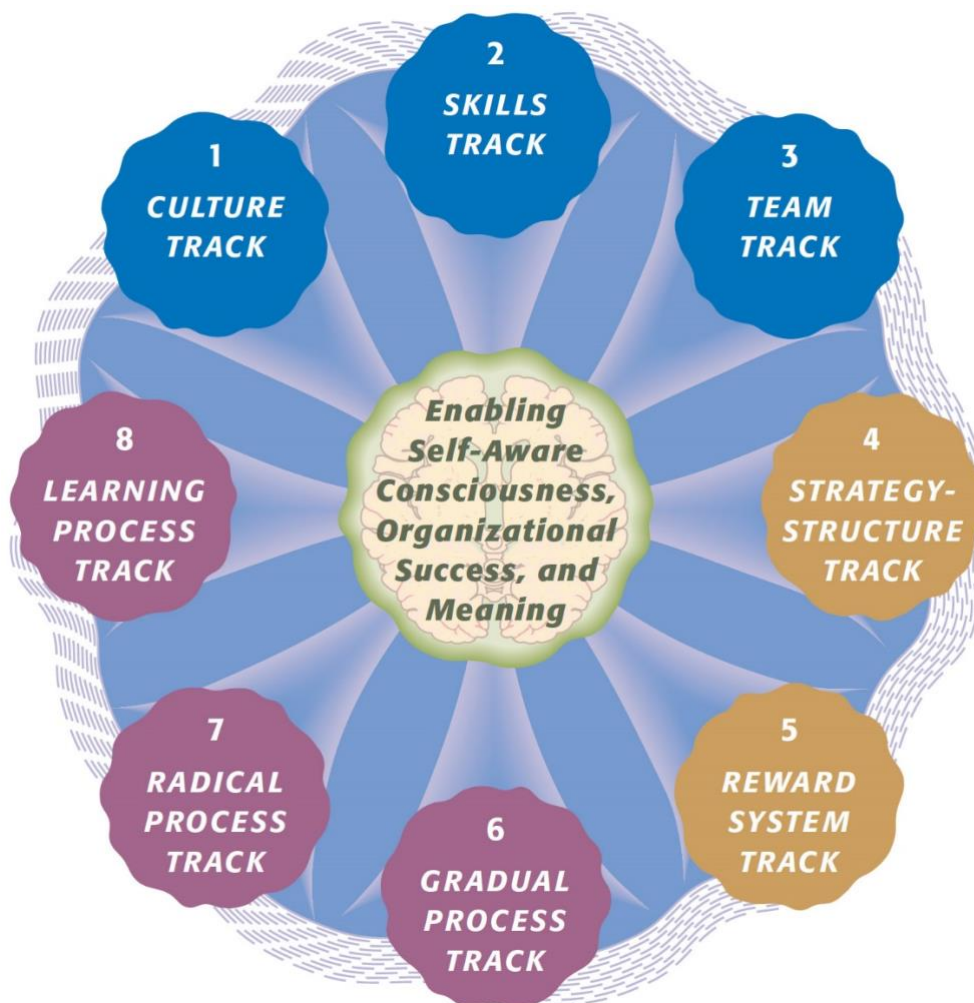 1
CULTURE
TRACK
2
SKILLS
TRACK
3
TEAM
TRACK
4
STRATEGY-
STRUCTURE
TRACK
5
REWARD
SYSTEM
TRACK
6
GRADUAL
PROCESS
TRACK
7
RADICAL
PROCESS
TRACK
8
LEARNING
PROCESS
TRACK
Enabling
Self-Aware
Consciousness,
Organizational
Success, and
Meaning